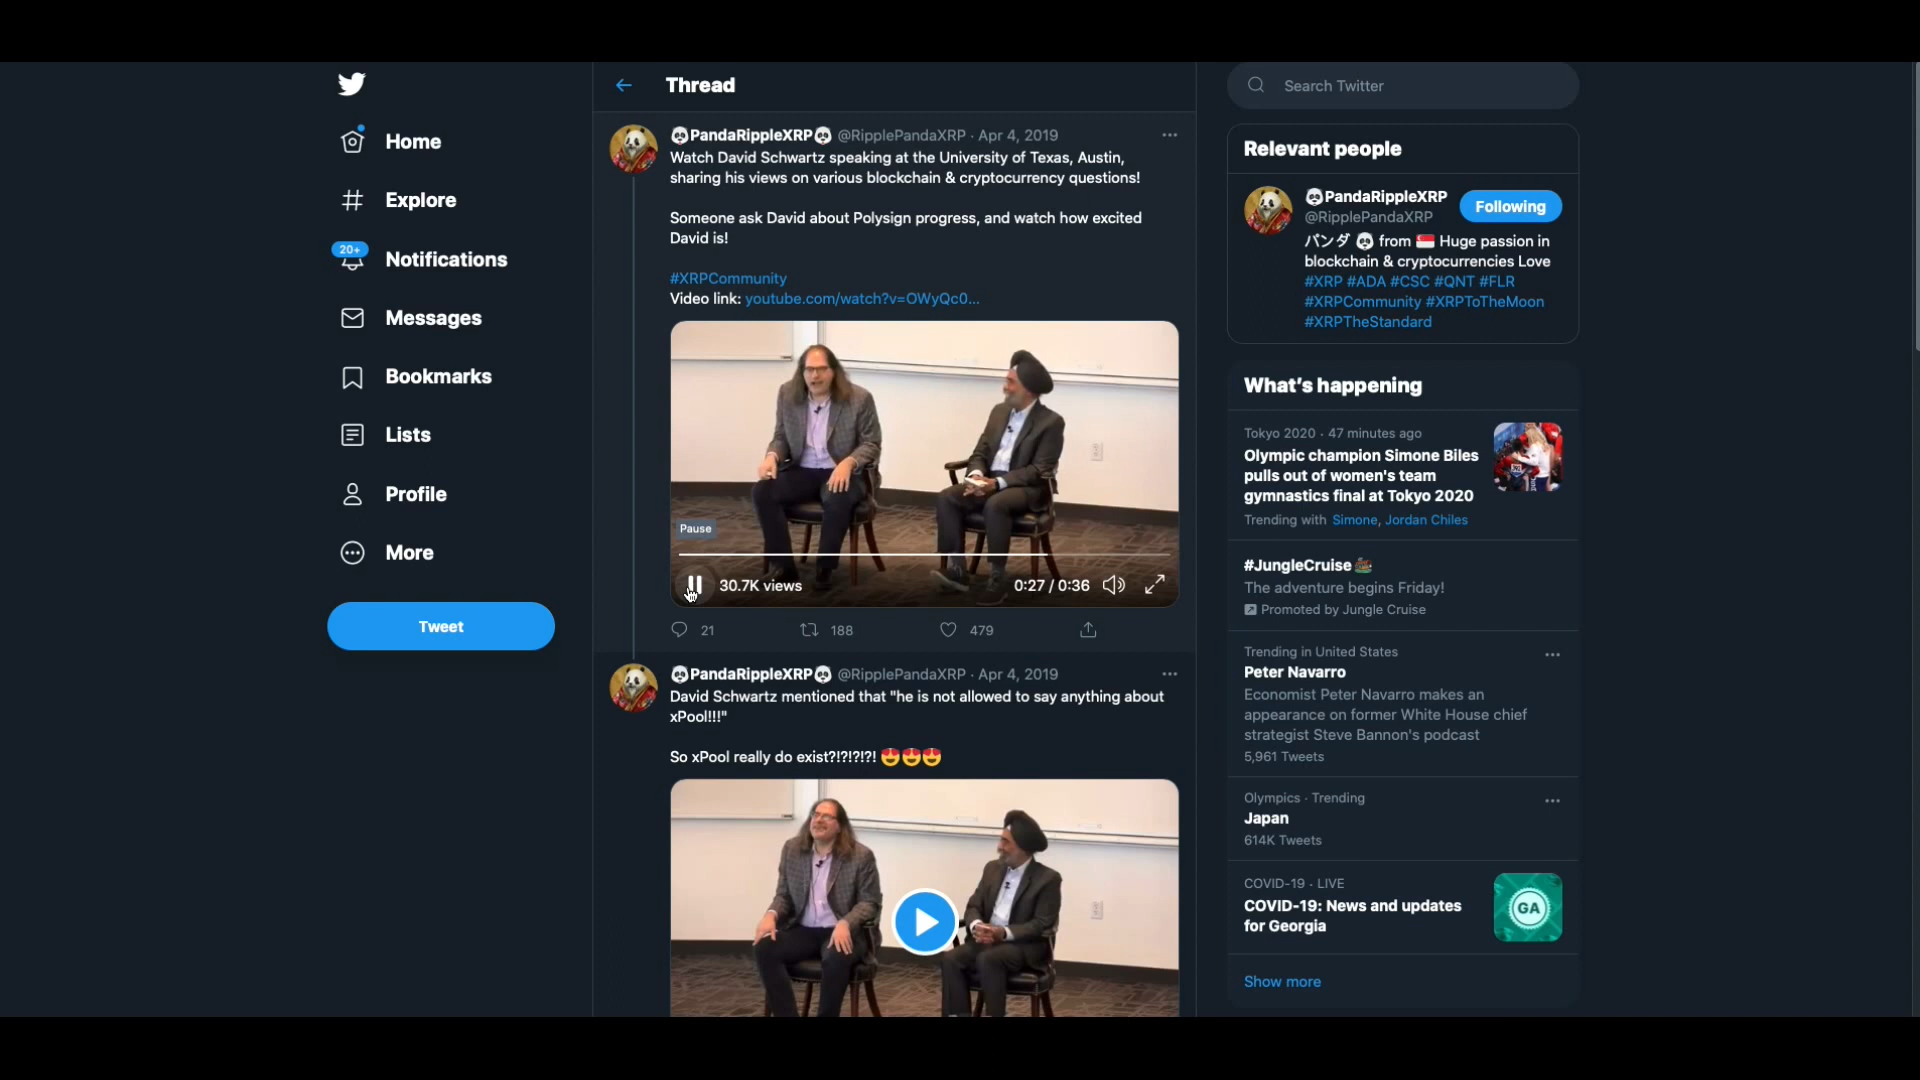 Home
Explore
20+
Notifications
Messages
Bookmarks
Lists
Profile
More
Tweet
Thread
PandaRippleXRP @RipplePandaXRP · Apr 4, 2019
Watch David Schwartz speaking at the University of Texas, Austin,
sharing his views on various blockchain & cryptocurrency questions!
Someone ask David about Polysign progress, and watch how excited
David is!
#XRPCommunity
Video link: youtube.com/watch?v=OWyQc0...
Pause
30.7K views
0:27 / 0:36
21
188
479
PandaRippleXRP @RipplePandaXRP · Apr 4, 2019
David Schwartz mentioned that "he is not allowed to say anything about
xPool!!!"
So xPool really do exist?!?!?!?! 😍😍😍
Search Twitter
Relevant people
PandaRippleXRP
@RipplePandaXRP
Following
パンダ 🐼 from 🇸🇬 Huge passion in
blockchain & cryptocurrencies Love
#XRP #ADA #CSC #QNT #FLR
#XRPCommunity #XRPToTheMoon
#XRPTheStandard
What's happening
Tokyo 2020 · 47 minutes ago
Olympic champion Simone Biles
pulls out of women's team
gymnastics final at Tokyo 2020
Trending with Simone, Jordan Chiles
#JungleCruise
The adventure begins Friday!
Promoted by Jungle Cruise
Trending in United States
Peter Navarro
Economist Peter Navarro makes an
appearance on former White House chief
strategist Steve Bannon's podcast
5,961 Tweets
Olympics · Trending
Japan
614K Tweets
COVID-19 · LIVE
COVID-19: News and updates
for Georgia
GA
Show more